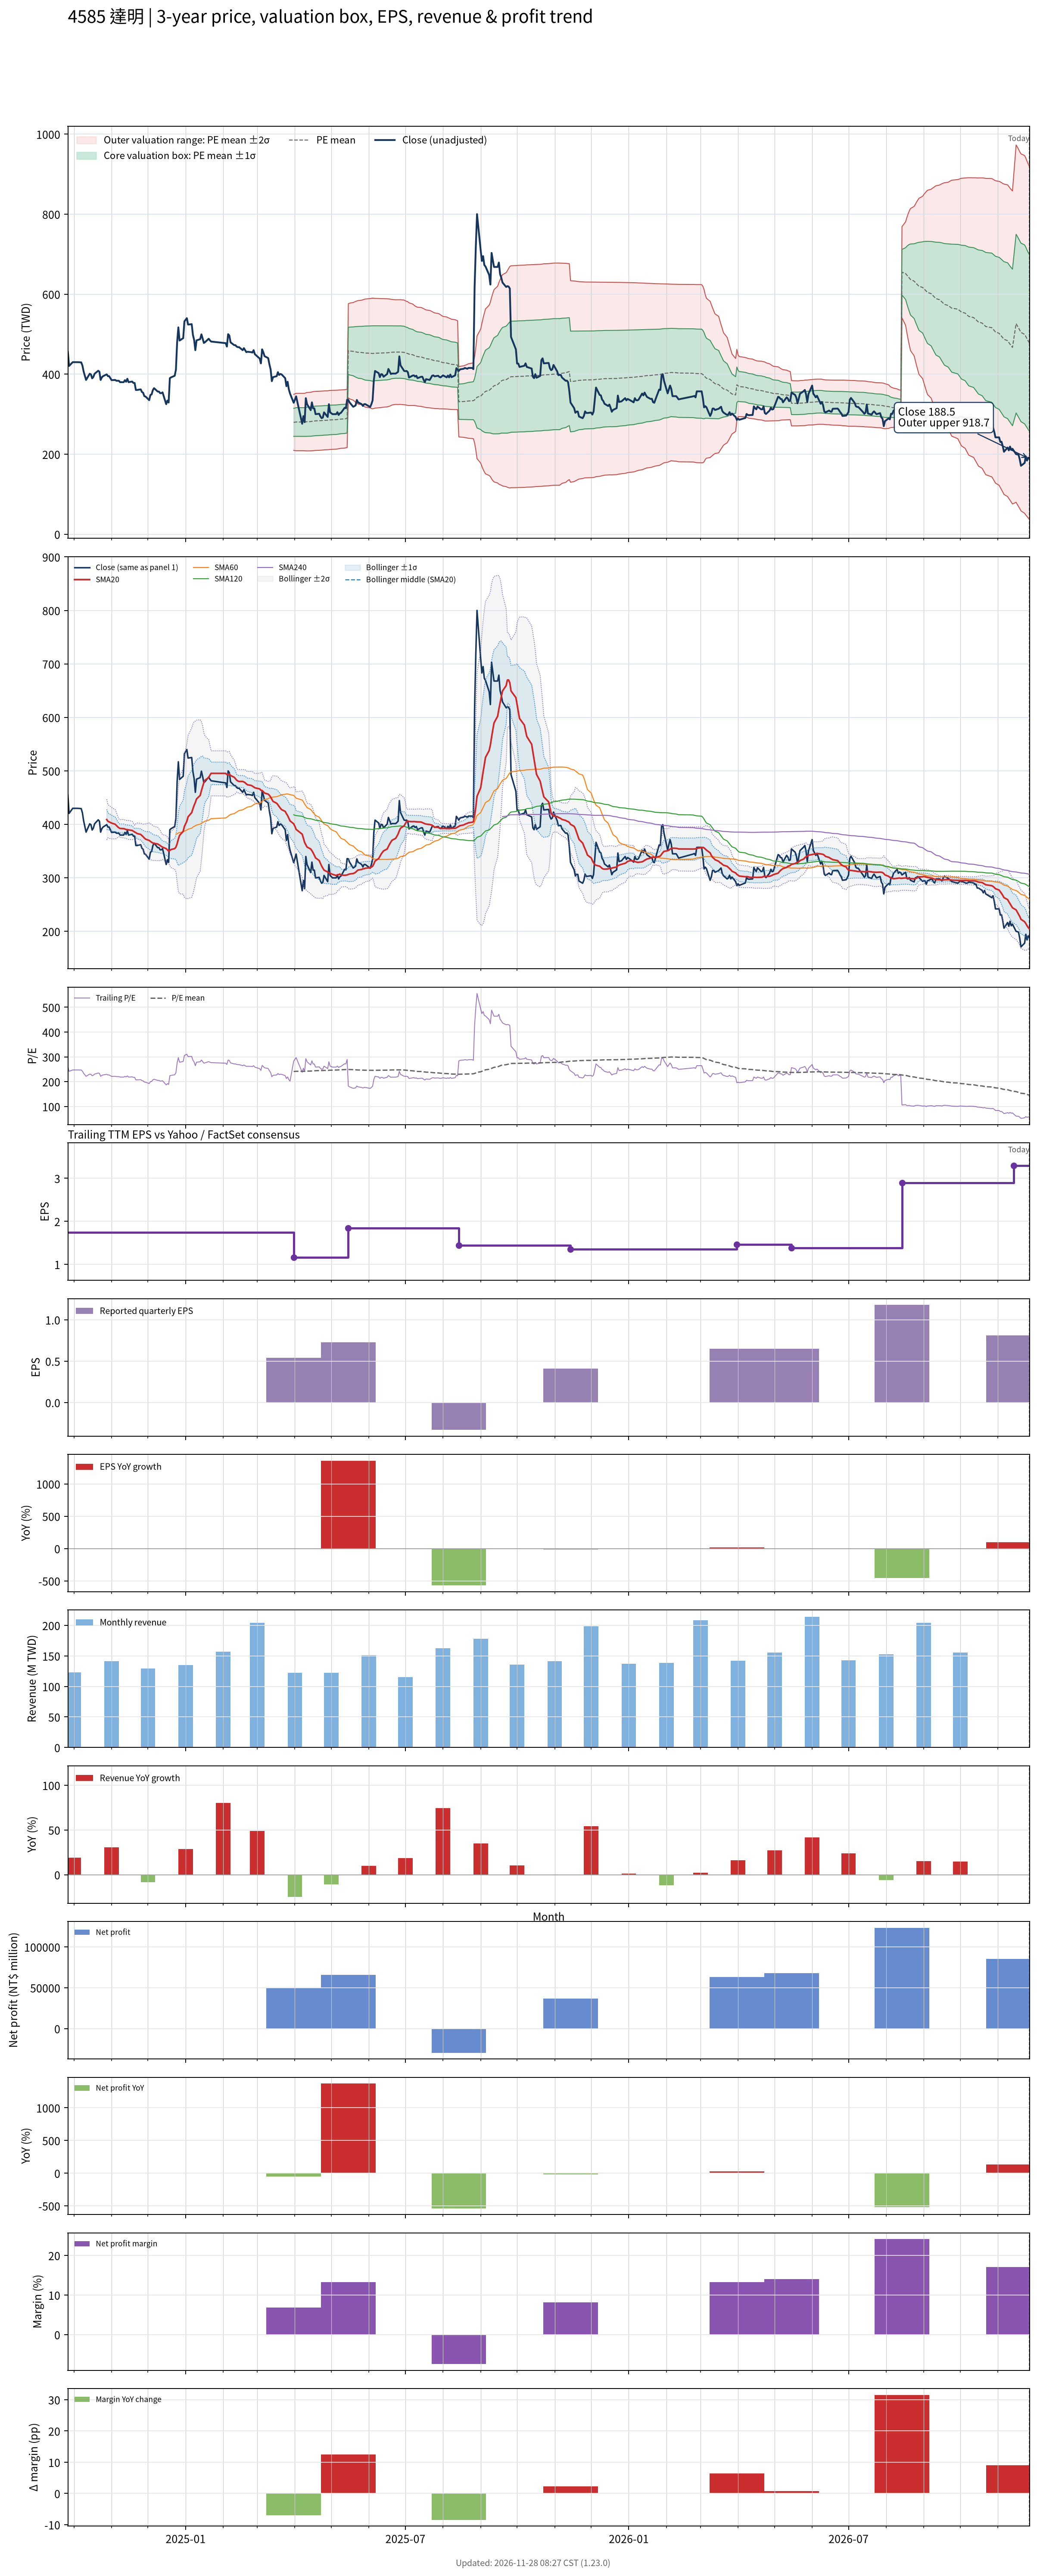 4585 達明 | 3-year price, valuation box, EPS, revenue & profit trend
Outer valuation range: PE mean ±2σ
Core valuation box: PE mean ±1σ
PE mean
Close (unadjusted)
Today
Price (TWD)
1000
800
600
400
200
0
Close 188.5
Outer upper 918.7
Close (same as panel 1)
SMA20
SMA60
SMA120
SMA240
Bollinger ±2σ
Bollinger ±1σ
Bollinger middle (SMA20)
Price
900
800
700
600
500
400
300
200
Trailing P/E
P/E mean
P/E
500
400
300
200
100
Trailing TTM EPS vs Yahoo / FactSet consensus
Today
EPS
3
2
1
Reported quarterly EPS
EPS
1.0
0.5
0.0
EPS YoY growth
YoY (%)
1000
500
0
-500
Monthly revenue
Revenue (M TWD)
200
150
100
50
0
Revenue YoY growth
YoY (%)
100
50
0
Month
Net profit
Net profit (NT$ million)
100000
50000
0
Net profit YoY
YoY (%)
1000
500
0
-500
Net profit margin
Margin (%)
20
10
0
Margin YoY change
Δ margin (pp)
30
20
10
0
-10
2025-01
2025-07
2026-01
2026-07
Updated: 2026-11-28 08:27 CST (1.23.0)